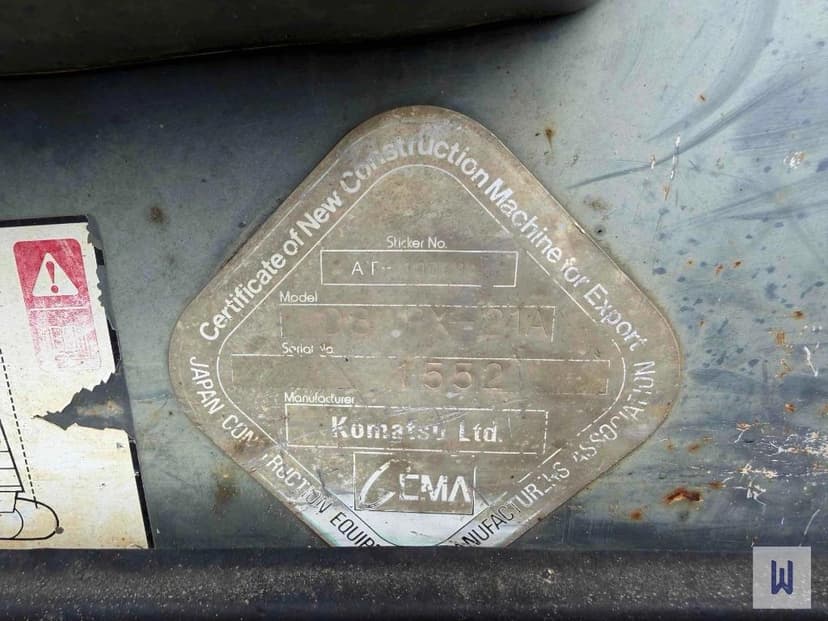 Certificate of New Construction Machine for Export
Sticker No.
AT-
Model
Serial No.
1552
Manufacturer
Komatsu Ltd.
CEMA
JAPAN CONSTRUCTION EQUIPMENT MANUFACTURERS ASSOCIATION
W